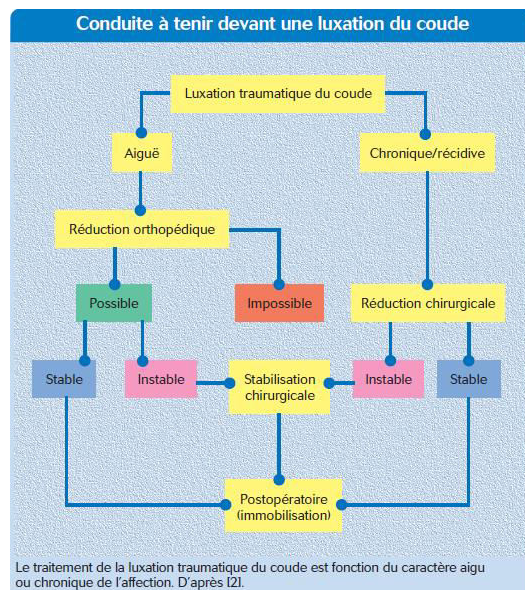 Conduite à tenir devant une luxation du coude
Luxation traumatique du coude
Aiguë
Chronique/récidive
Réduction orthopédique
Possible
Impossible
Réduction chirurgicale
Stable
Instable
Stabilisation
chirurgicale
Instable
Stable
Postopératoire
(immobilisation)
Le traitement de la luxation traumatique du coude est fonction du caractère aigu
ou chronique de l'affection. D'après [2].